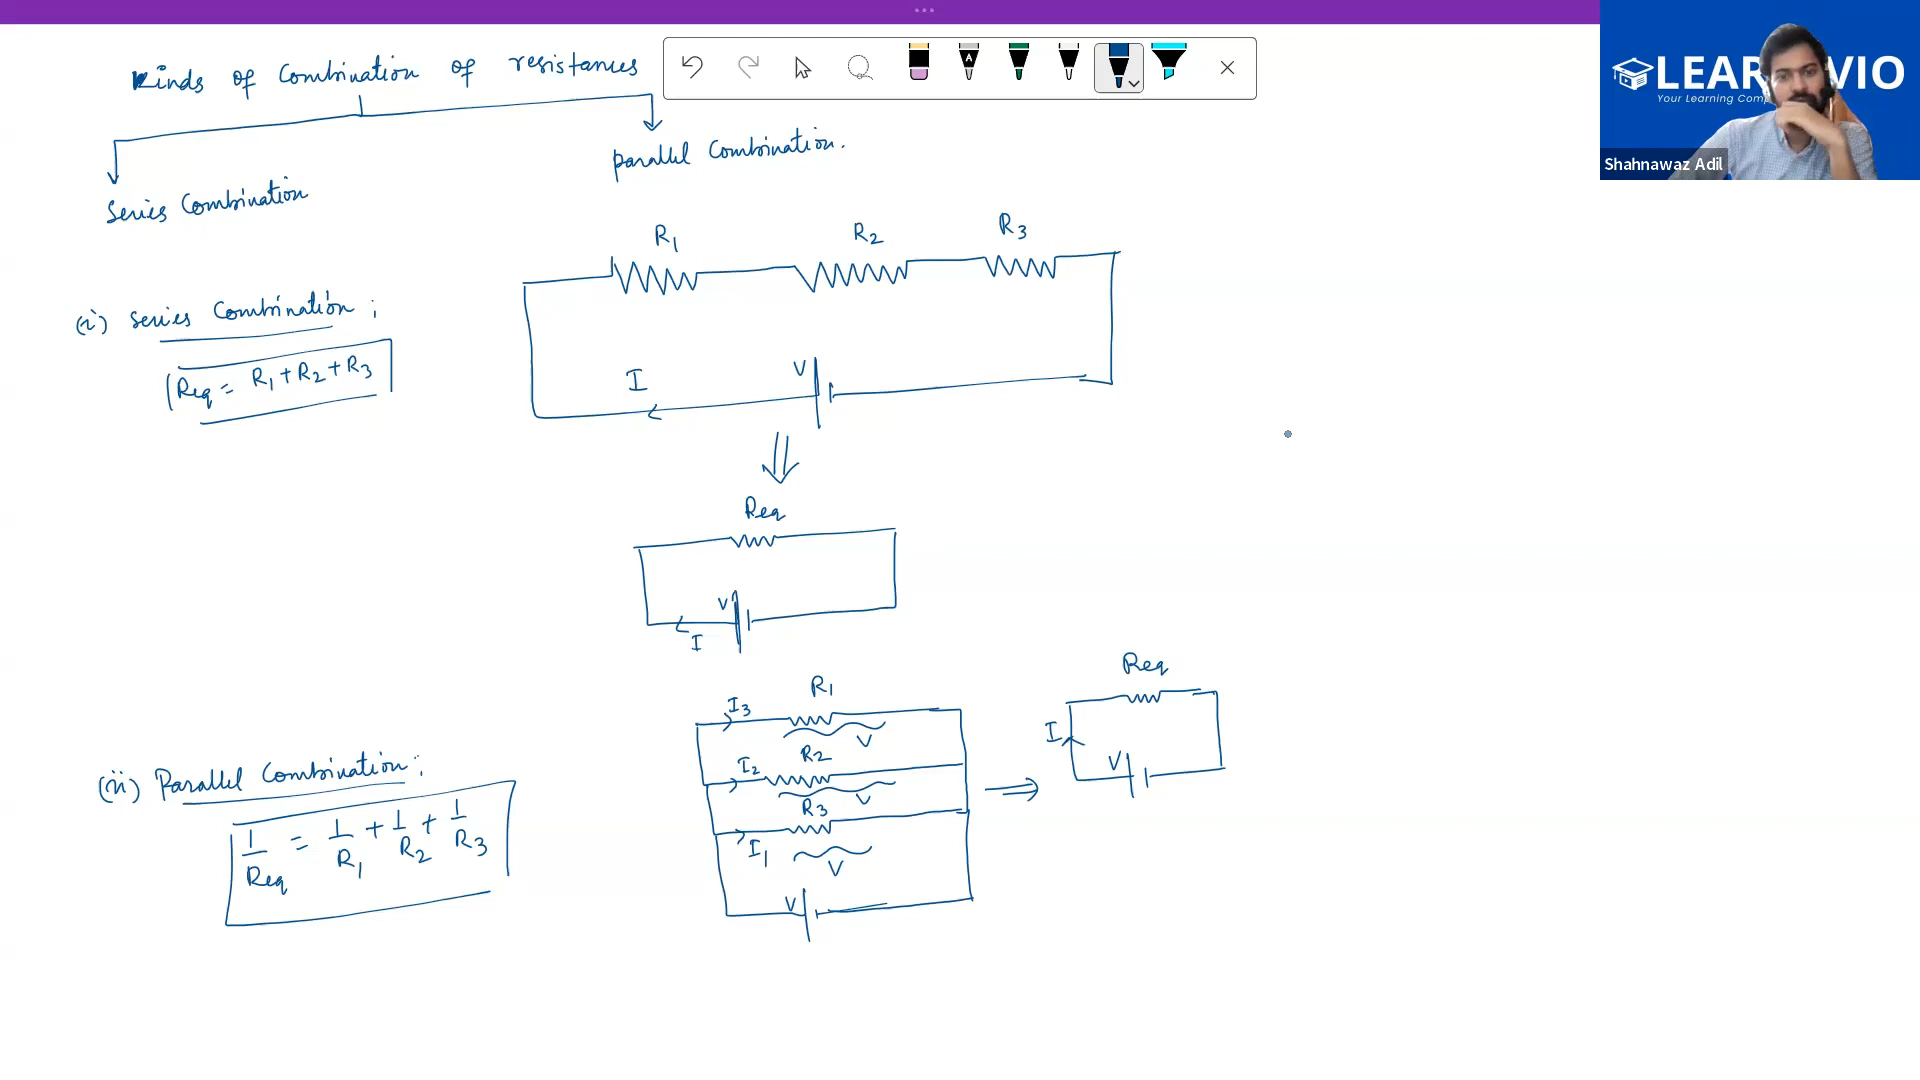 Kinds of Combination of resistances
Series Combination
Parallel Combination.
LEAR VIO
Your Learning Comp
Shahnawaz Adil
R1 R2 R3
(i) Series Combination :
Req = R1 + R2 + R3
I V
Req
V
I
(ii) Parallel Combination :
1/Req = 1/R1 + 1/R2 + 1/R3
I3 R1
V
I2 R2
V
R3
I1
V
V
Req
I
V